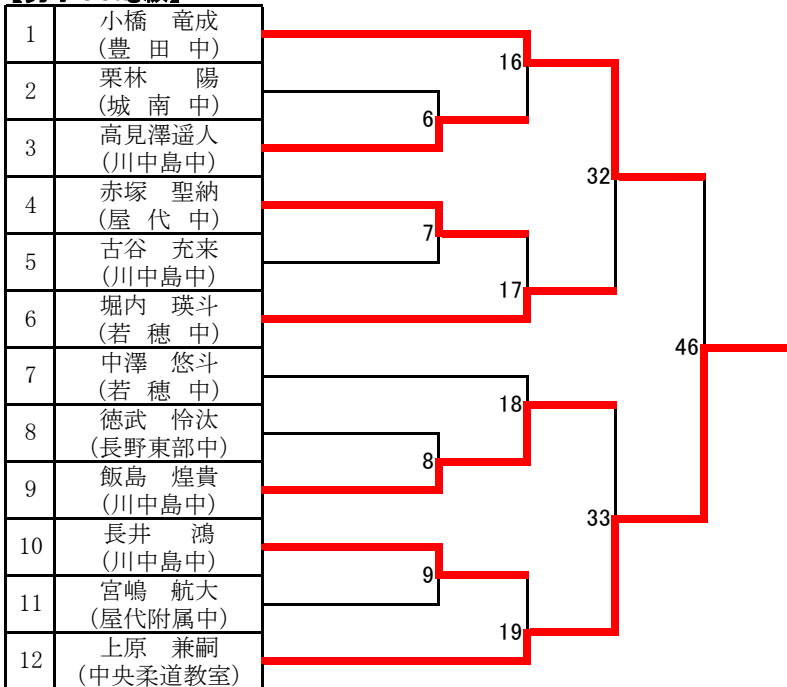 1 小橋　竜成
(豊　田　中)
16
2 栗林　　陽
(城　南　中)
6
3 高見澤遥人
(川中島中)
32
4 赤塚　聖納
(屋　代　中)
7
5 古谷　充来
(川中島中)
17
6 堀内　瑛斗
(若　穂　中)
46
7 中澤　悠斗
(若　穂　中)
18
8 徳武　怜汰
(長野東部中)
8
9 飯島　煌貴
(川中島中)
33
10 長井　　鴻
(川中島中)
9
11 宮嶋　航大
(屋代附属中)
19
12 上原　兼嗣
(中央柔道教室)